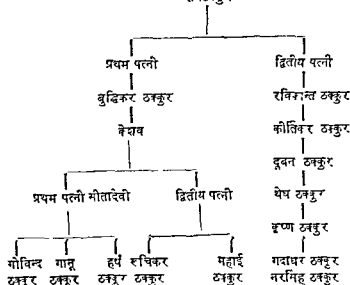 प्रथम पत्नी द्वितीय पत्नी
बुद्धिकर ठक्कुर रविकान्त ठक्कुर
केशव कीर्तिकर ठक्कुर
दूबन ठक्कुर
प्रथम पत्नी सीतादेवी द्वितीय पत्नी थेघ ठक्कुर
कृष्ण ठक्कुर
गोविन्द गानू हर्ष रुचिकर महाई गदाधर ठक्कुर
ठक्कुर ठक्कुर ठक्कुर ठक्कुर ठक्कुर नरसिंह ठक्कुर